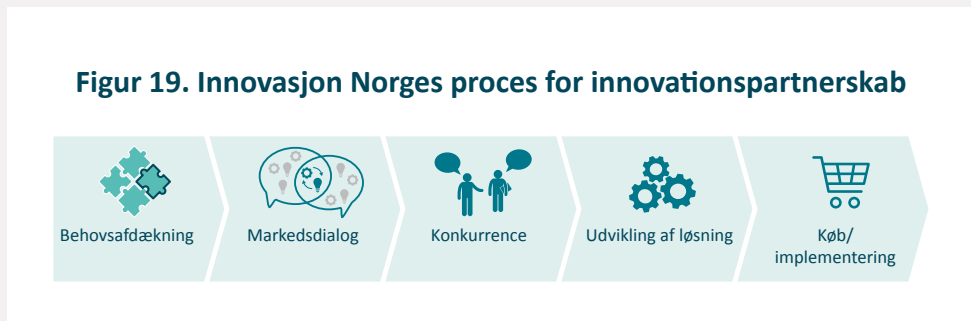 Figur 19. Innovasjon Norges proces for innovationspartnerskab
Behovsafdækning
Markedsdialog
Konkurrence
Udvikling af løsning
Køb/
implementering